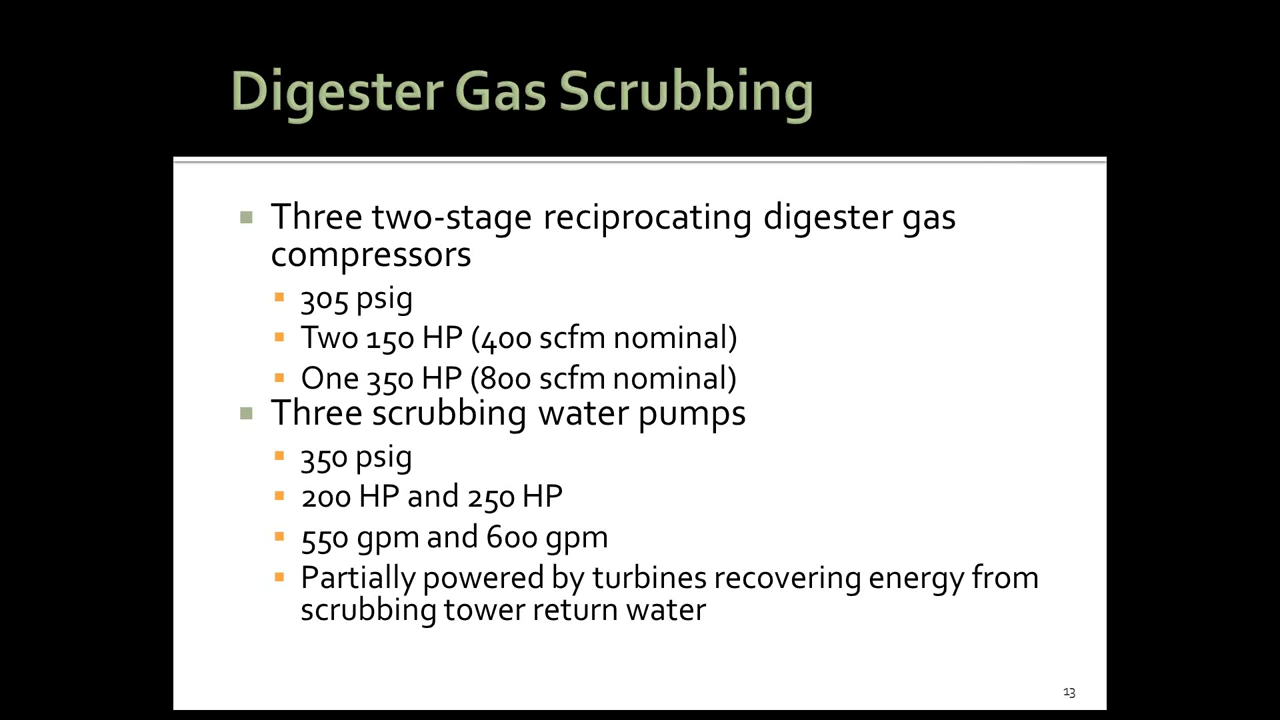 Digester Gas Scrubbing
Three two-stage reciprocating digester gas
compressors
305 psig
Two 150 HP (400 scfm nominal)
One 350 HP (800 scfm nominal)
Three scrubbing water pumps
350 psig
200 HP and 250 HP
550 gpm and 600 gpm
Partially powered by turbines recovering energy from
scrubbing tower return water
13